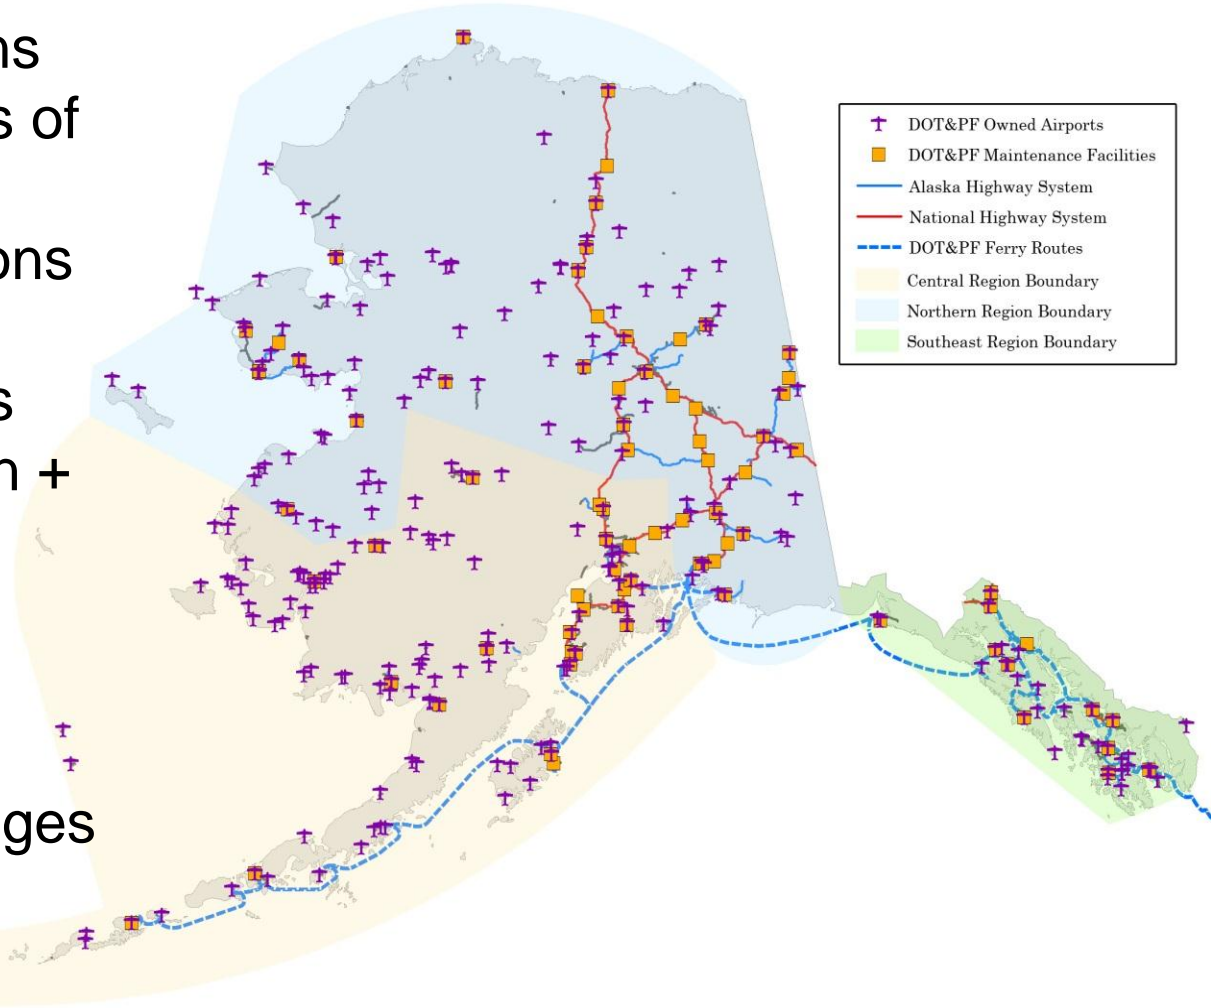 ns
s of
ons
s
n +
ges
DOT&PF Owned Airports
DOT&PF Maintenance Facilities
Alaska Highway System
National Highway System
DOT&PF Ferry Routes
Central Region Boundary
Northern Region Boundary
Southeast Region Boundary